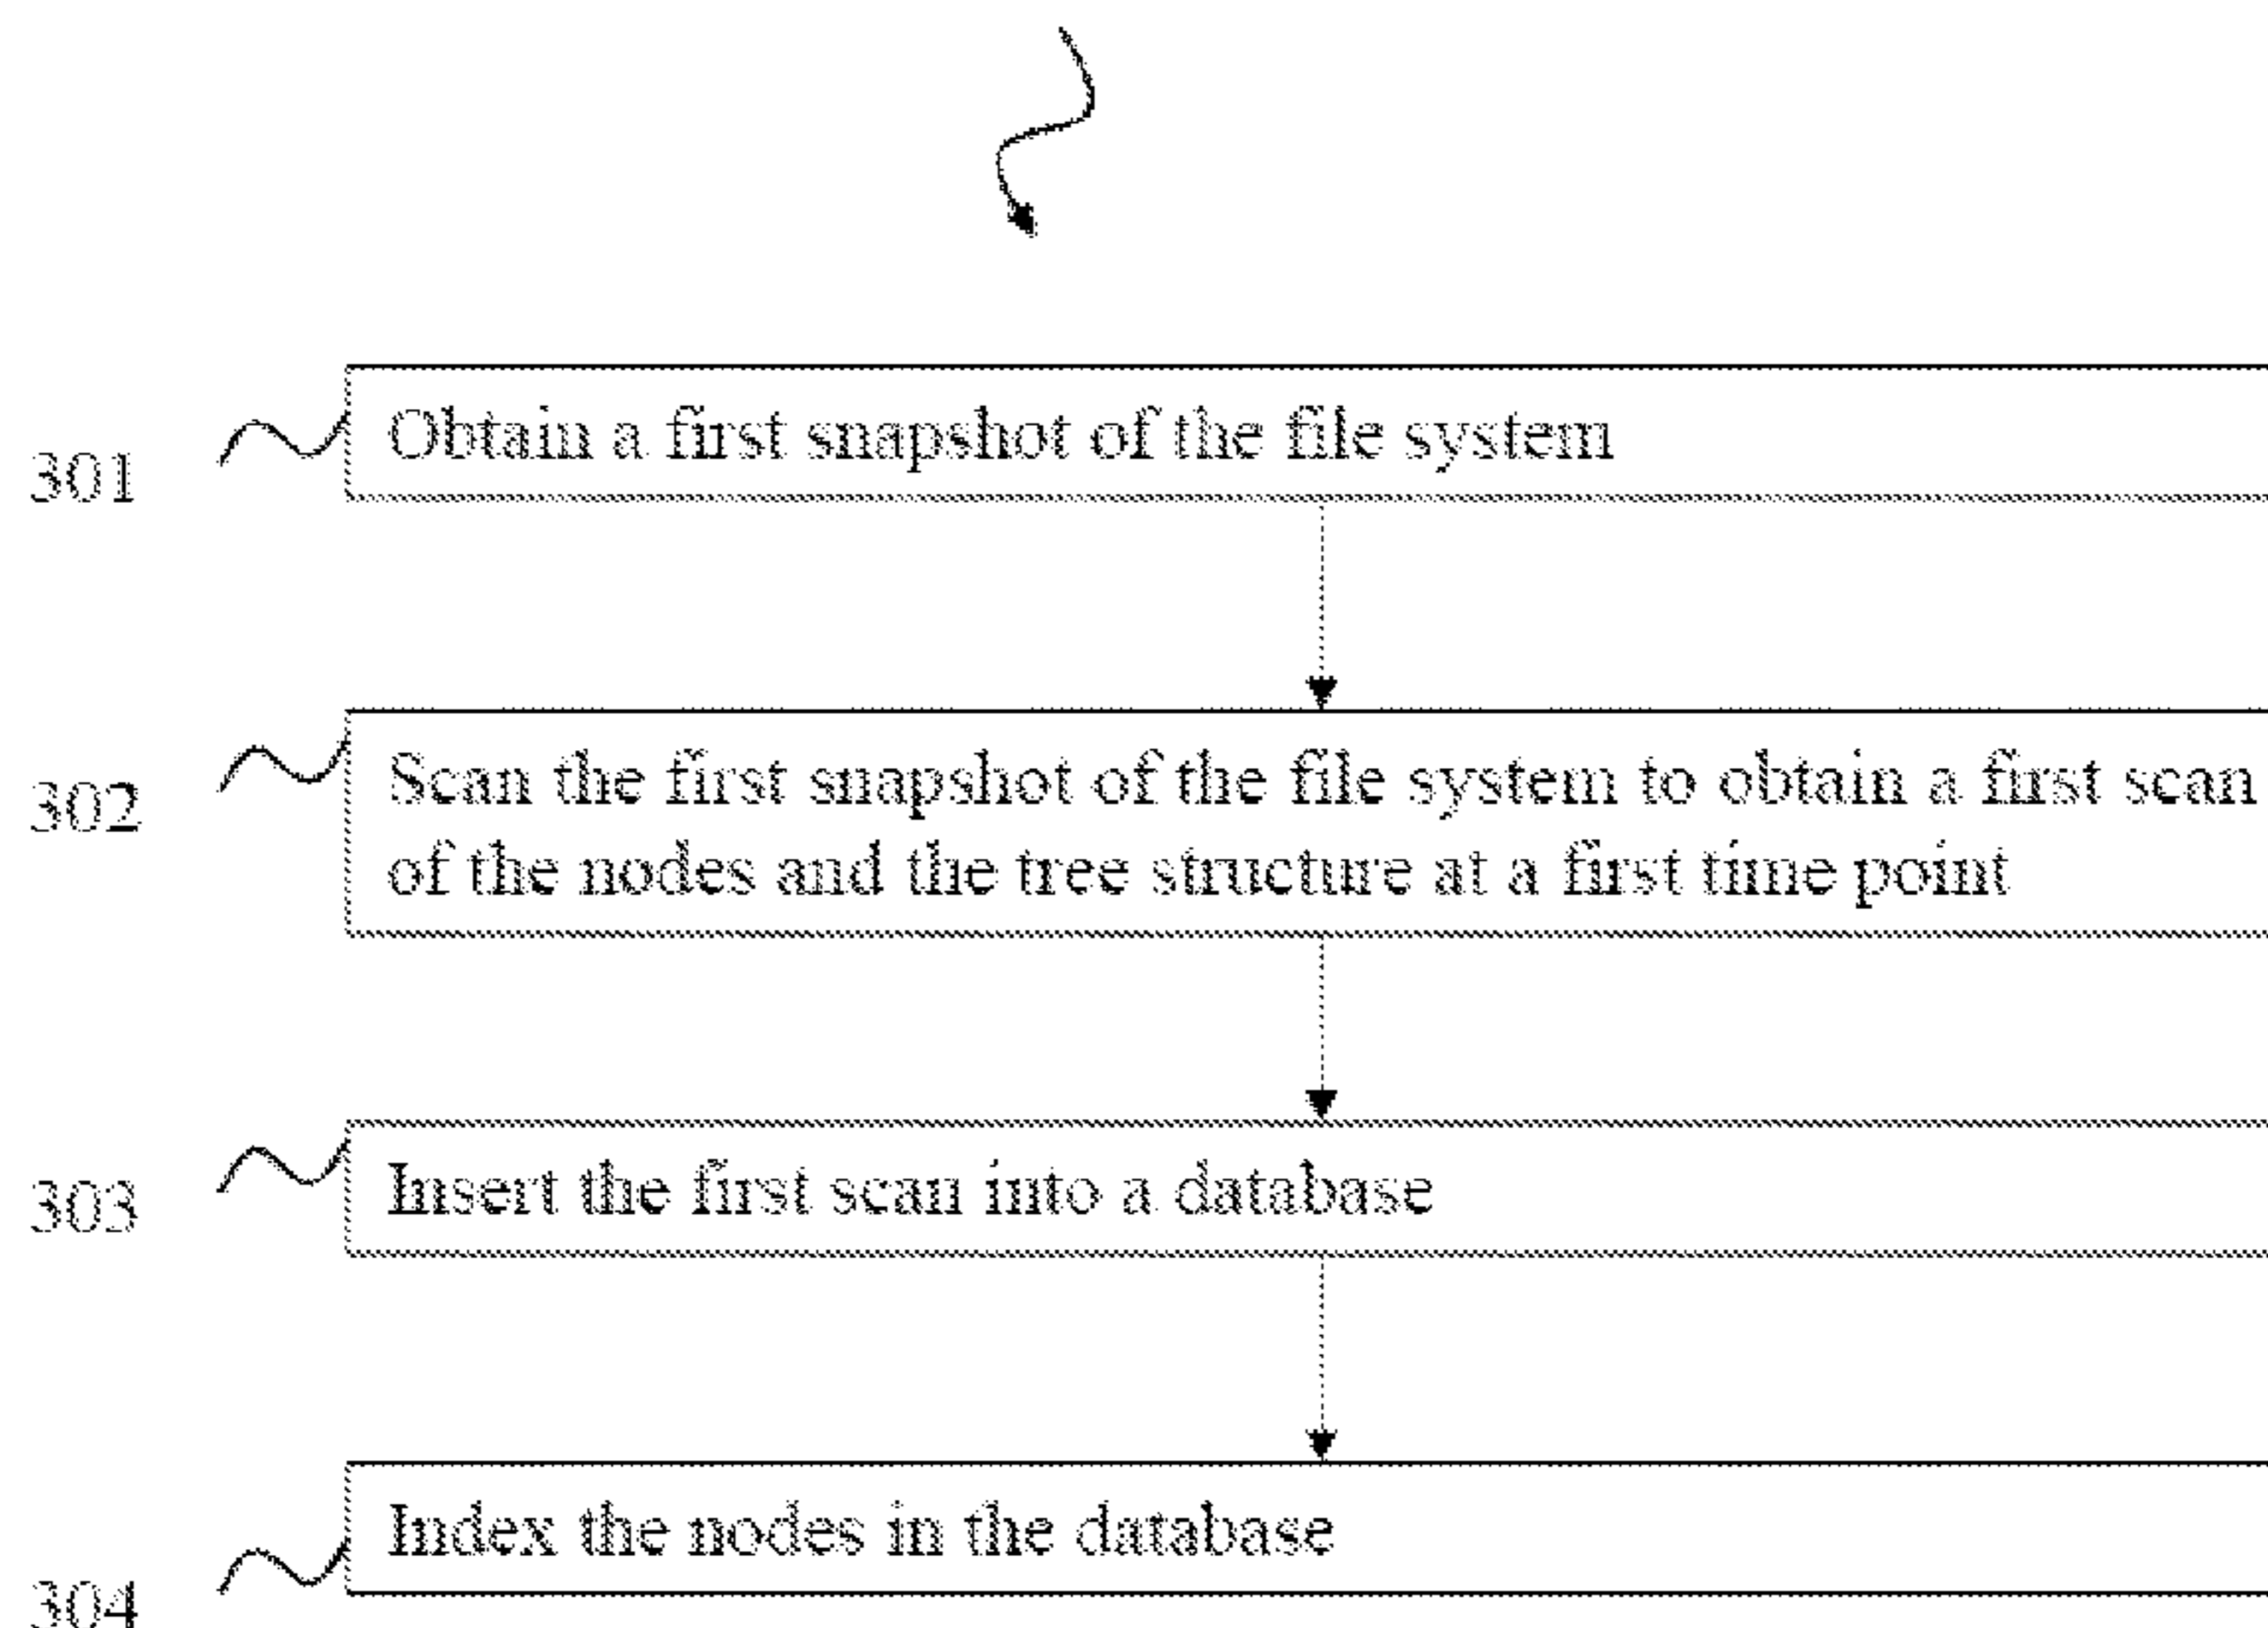 301
Obtain a first snapshot of the file system
302
Scan the first snapshot of the file system to obtain a first scan
of the nodes and the tree structure at a first time point
303
Insert the first scan into a database
304
Index the nodes in the database